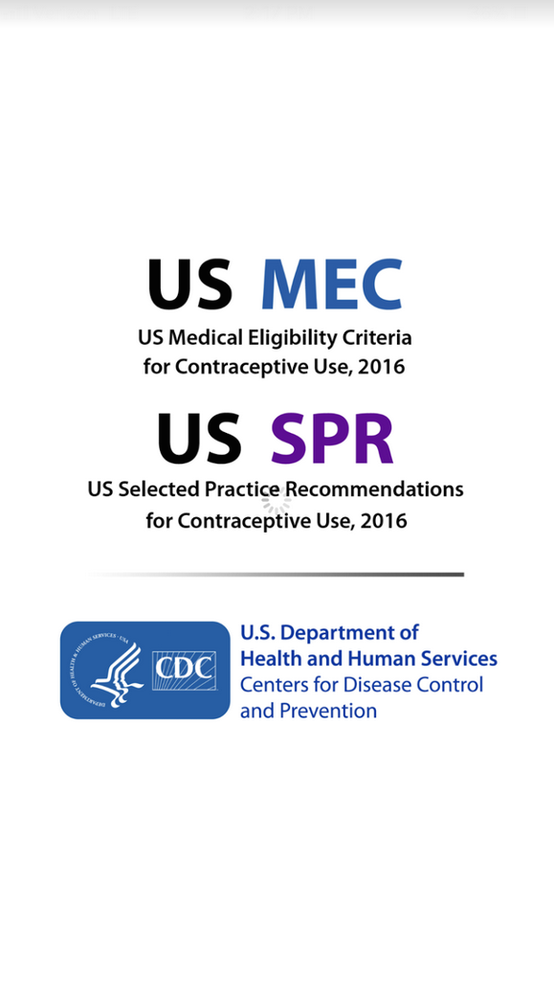 US MEC
US Medical Eligibility Criteria
for Contraceptive Use, 2016
US SPR
US Selected Practice Recommendations
for Contraceptive Use, 2016
DEPARTMENT OF HEALTH & HUMAN SERVICES · USA
CDC
U.S. Department of
Health and Human Services
Centers for Disease Control
and Prevention